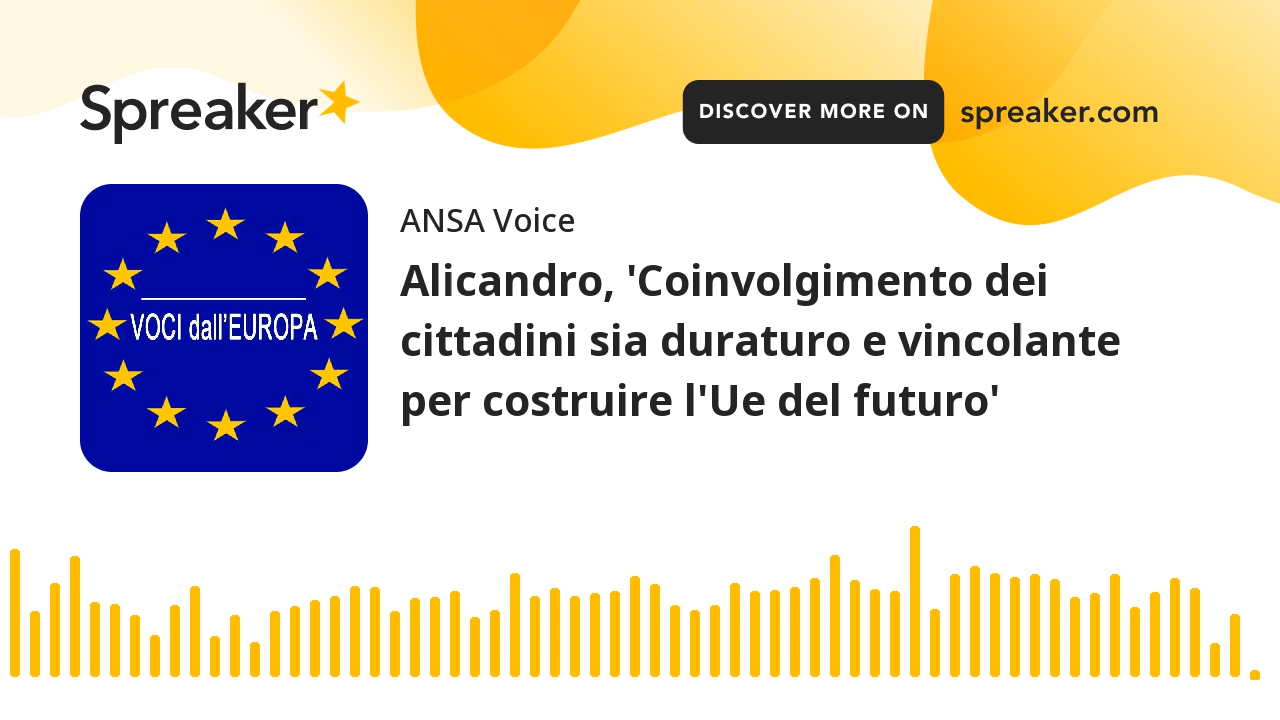 Spreaker
DISCOVER MORE ON
spreaker.com
VOCI dall'EUROPA
ANSA Voice
Alicandro, 'Coinvolgimento dei
cittadini sia duraturo e vincolante
per costruire l'Ue del futuro'